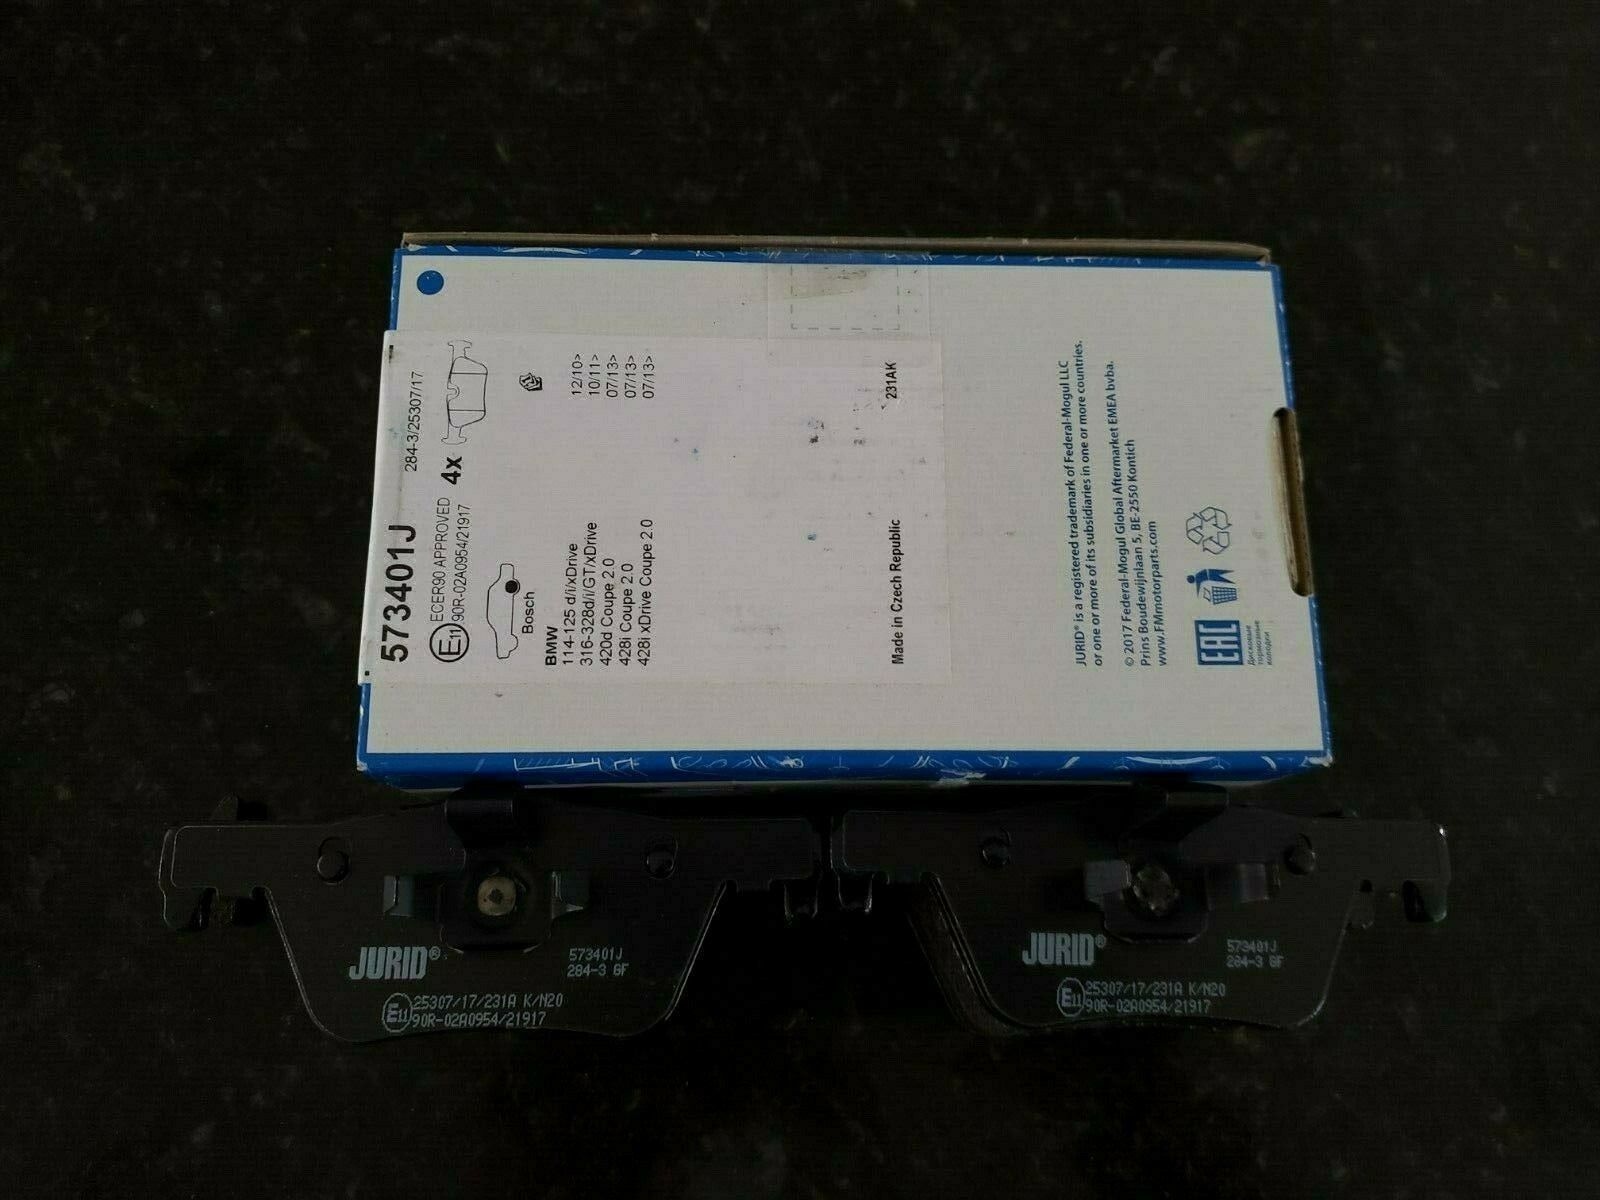 573401J
284-3/25307/17
ECER90 APPROVED
E11 90R-02A0954/21917
4x
Bosch
BMW
114-125 d/i/xDrive 12/10>
316-328d/i/GT/xDrive 10/11>
420d Coupe 2.0 07/13>
428i Coupe 2.0 07/13>
428i xDrive Coupe 2.0 07/13>
Made in Czech Republic 231AK
JURID® is a registered trademark of Federal-Mogul LLC
or one or more of its subsidiaries in one or more countries.
© 2017 Federal-Mogul Global Aftermarket EMEA bvba.
Prins Boudewijnlaan 5, BE-2550 Kontich
www.FMmotorparts.com
EAC
Дисковые
тормозные
колодки
JURID®
573401J
284-3 GF
E11 25307/17/231A K/N20
90R-02A0954/21917
JURID®
573401J
284-3 GF
E11 25307/17/231A K/N20
90R-02A0954/21917